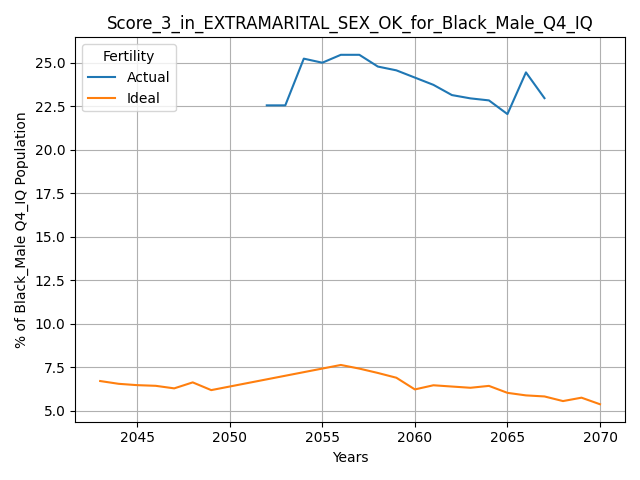 Score_3_in_EXTRAMARITAL_SEX_OK_for_Black_Male_Q4_IQ
Fertility
Actual
Ideal
% of Black_Male Q4_IQ Population
25.0
22.5
20.0
17.5
15.0
12.5
10.0
7.5
5.0
2045
2050
2055
2060
2065
2070
Years